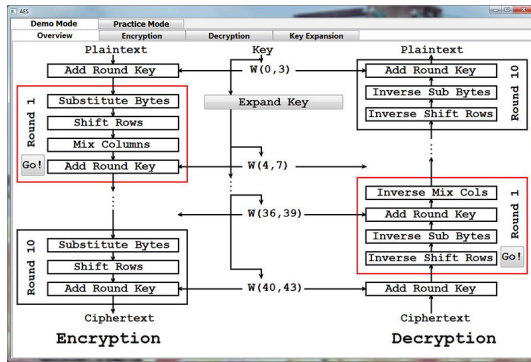 AES
Demo Mode Practice Mode
Overview Encryption Decryption Key Expansion
Plaintext Key Plaintext
Add Round Key W(0,3) Add Round Key
Round 1 Substitute Bytes Expand Key Inverse Sub Bytes Round 10
Shift Rows Inverse Shift Rows
Mix Columns
Go! Add Round Key W(4,7)
Inverse Mix Cols Round 1
W(36,39) Add Round Key
Round 10 Substitute Bytes Inverse Sub Bytes
Shift Rows Inverse Shift Rows Go!
Add Round Key W(40,43) Add Round Key
Ciphertext Ciphertext
Encryption Decryption